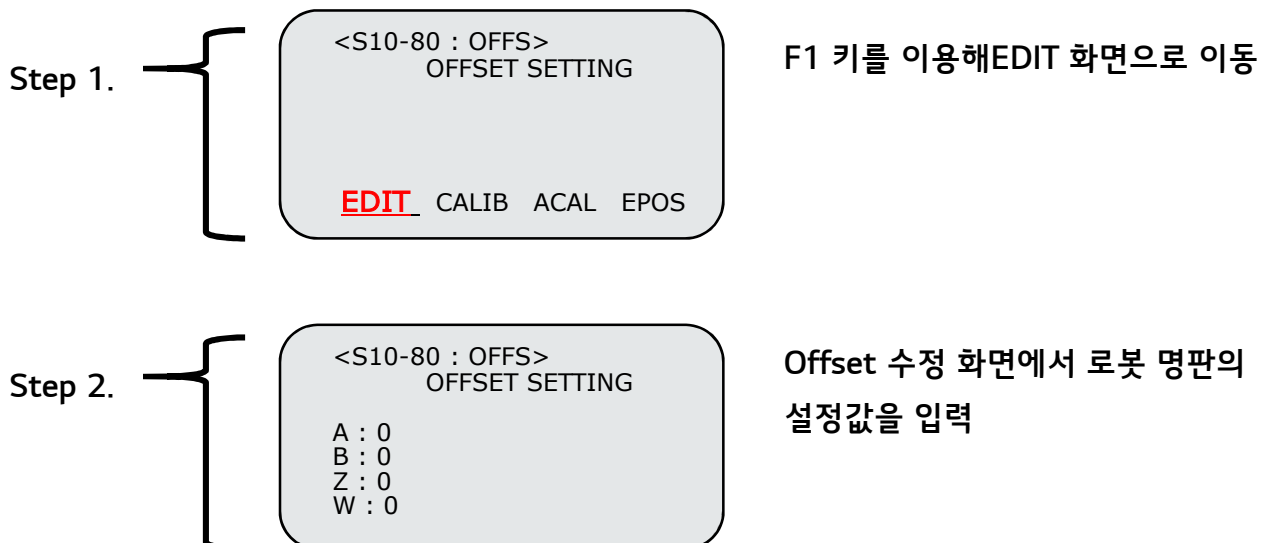 Step 1.
<S10-80 : OFFS>
OFFSET SETTING
EDIT_ CALIB ACAL EPOS
F1 키를 이용해EDIT 화면으로 이동
Step 2.
<S10-80 : OFFS>
OFFSET SETTING
A : 0
B : 0
Z : 0
W : 0
Offset 수정 화면에서 로봇 명판의
설정값을 입력